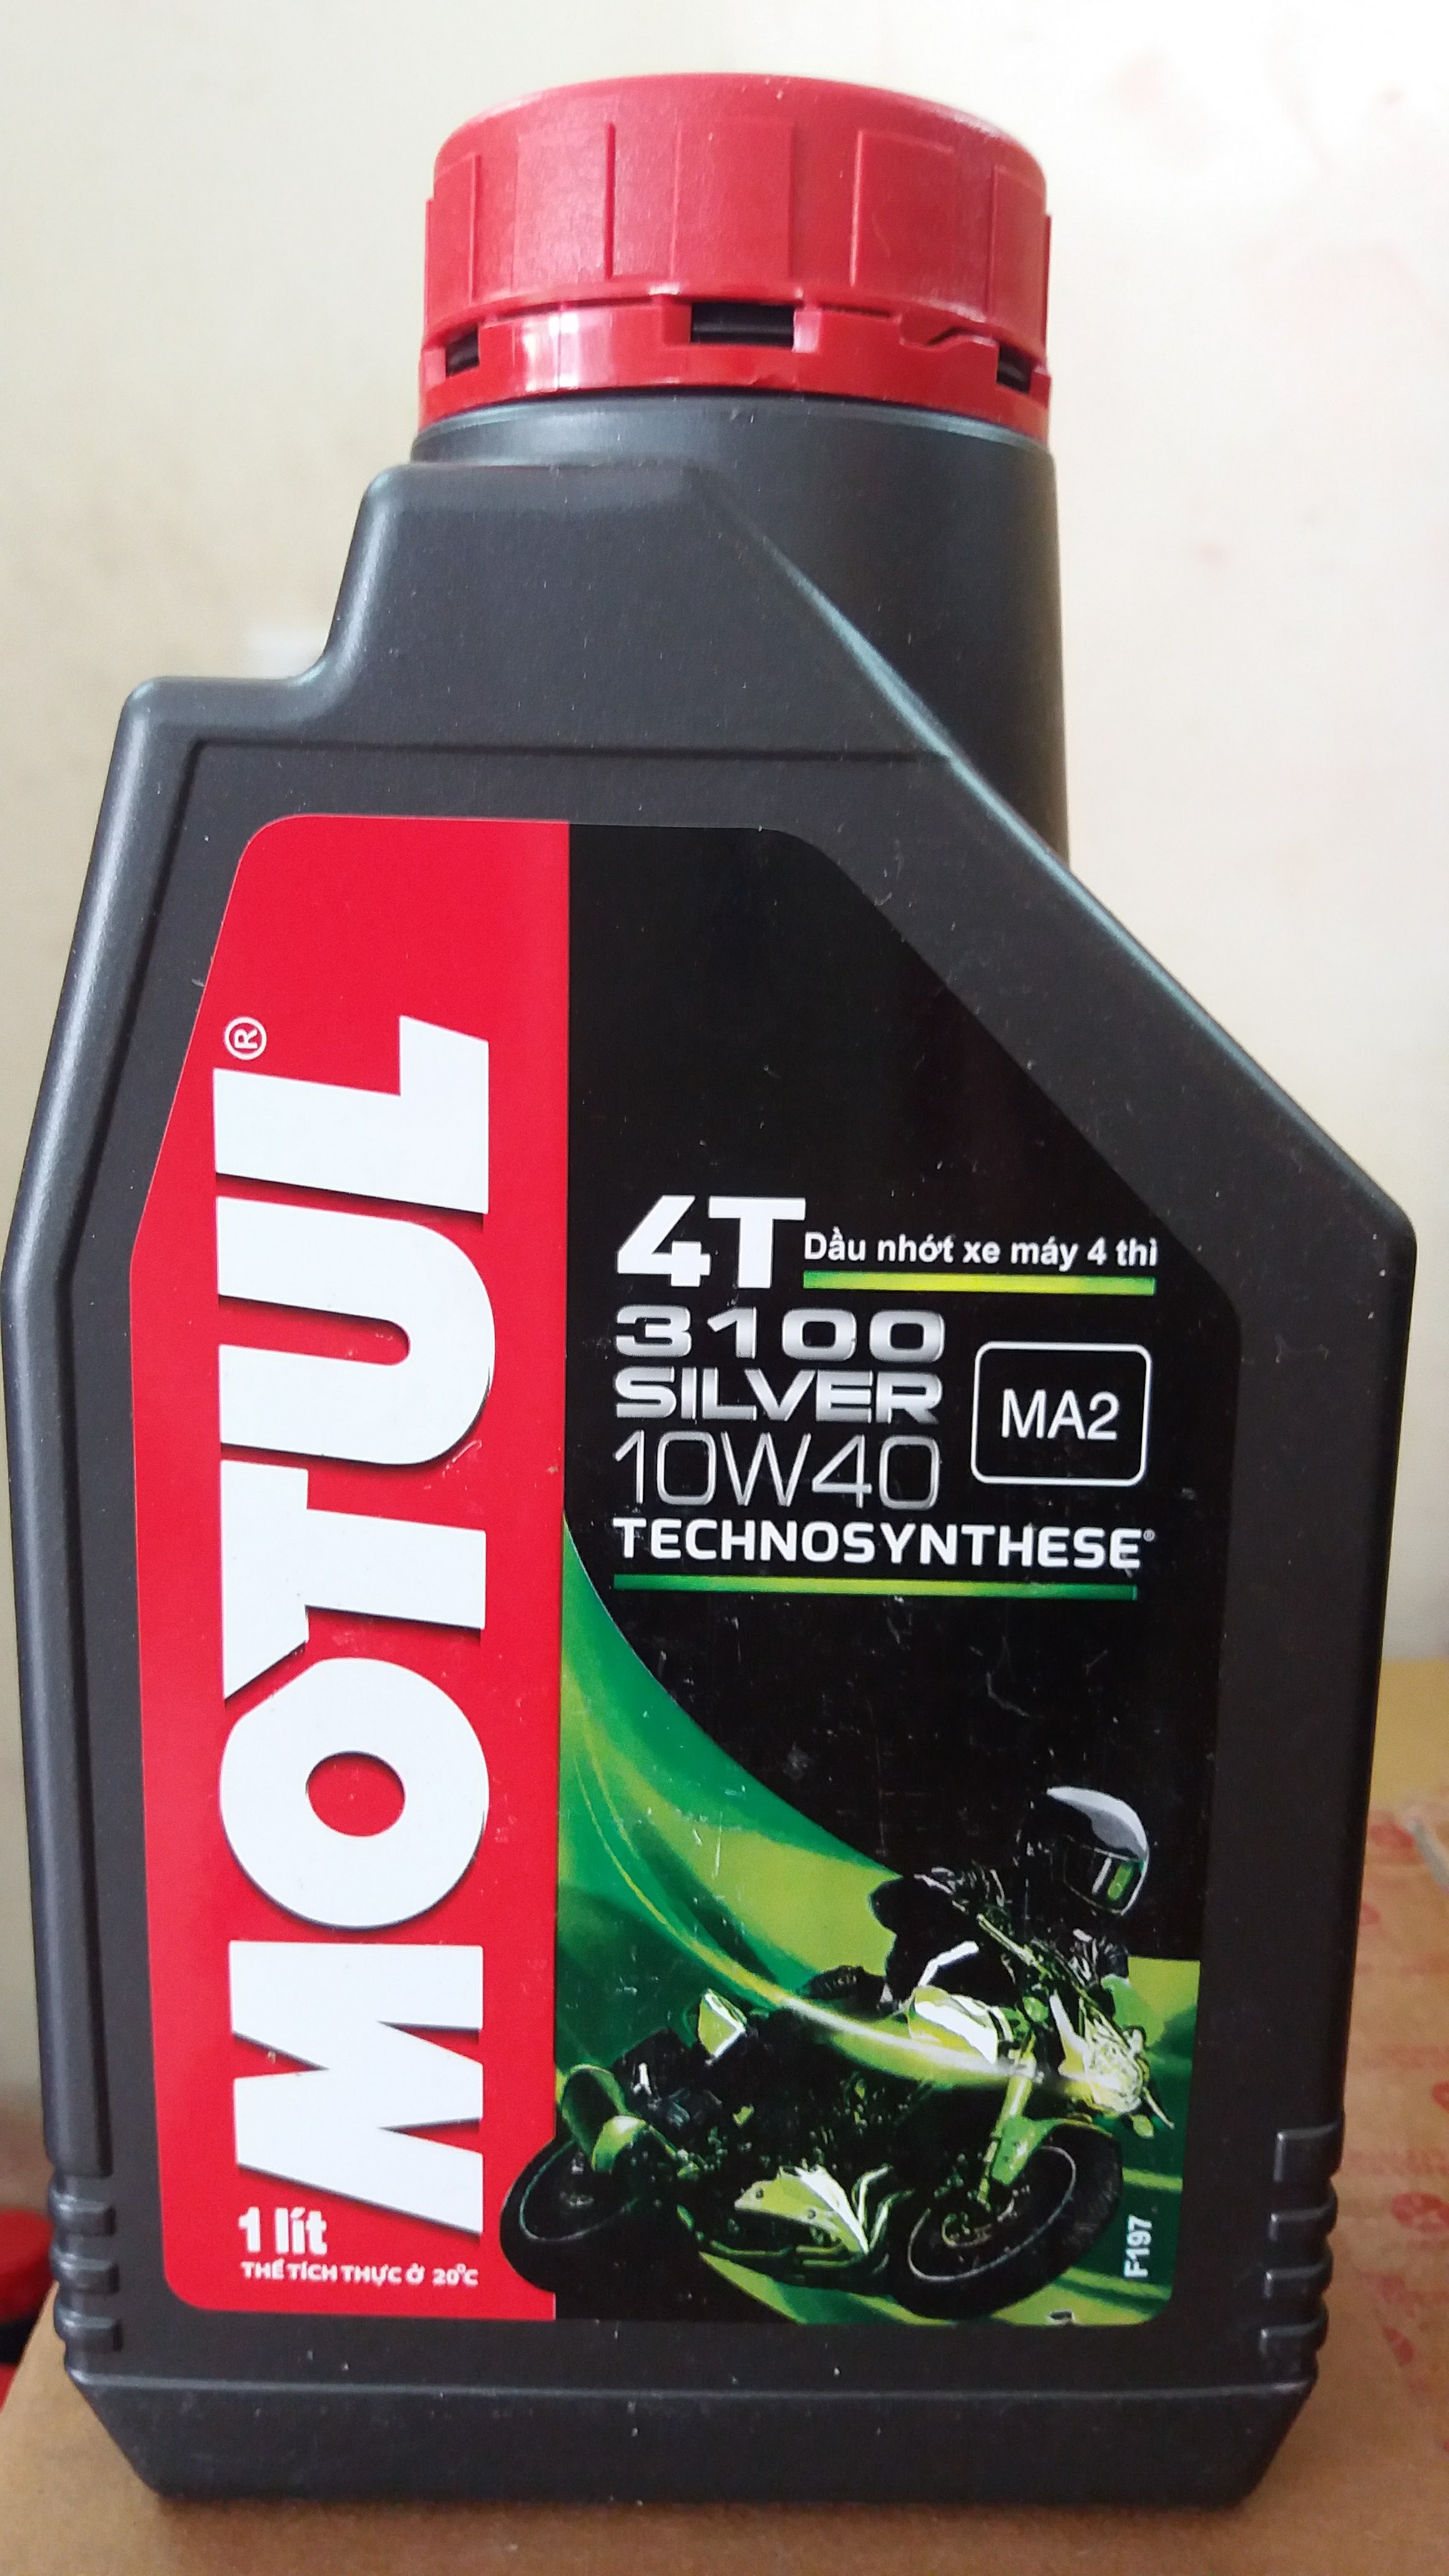 MOTUL®
4T Dầu nhớt xe máy 4 thì
3100
SILVER
10W40
MA2
TECHNOSYNTHESE®
1 lít
THỂ TÍCH THỰC Ở 20°C
F197